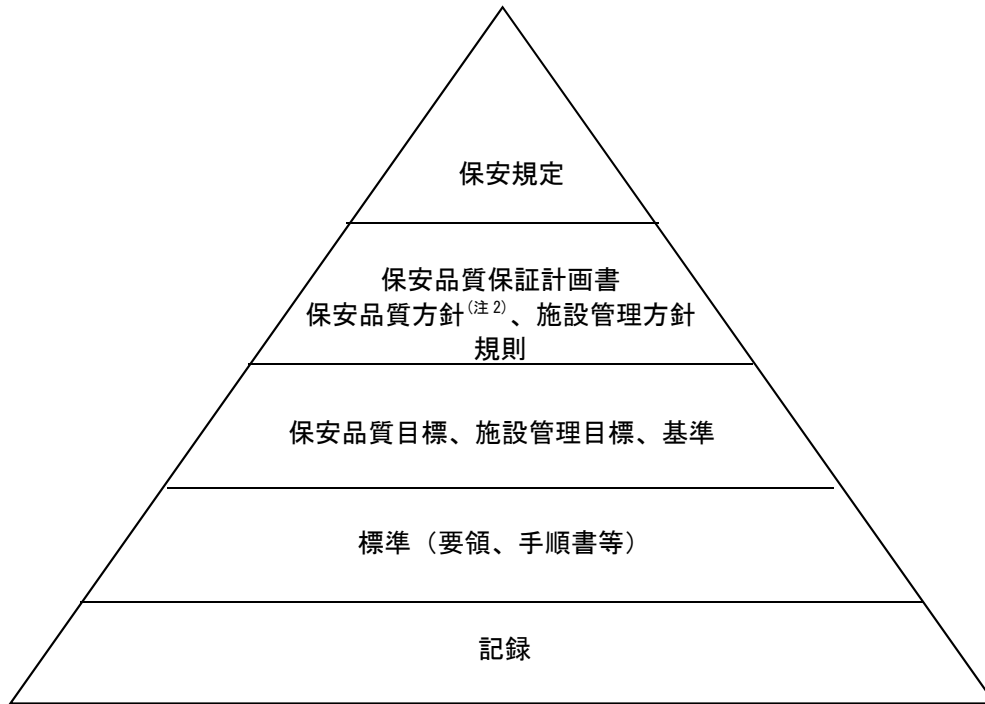 保安規定
保安品質保証計画書
保安品質方針(注2)、施設管理方針
規則
保安品質目標、施設管理目標、基準
標準（要領、手順書等）
記録